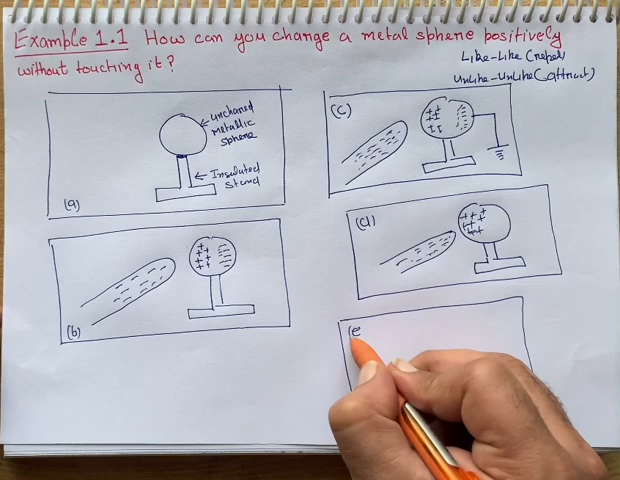 Example 1.1 How can you change a metal sphere positively
without touching it?
Like-Like (repel)
Unlike-Unlike (attract)
(a)
uncharged
Metallic
sphere
Insulated
stand
(b)
(c)
(d)
(e